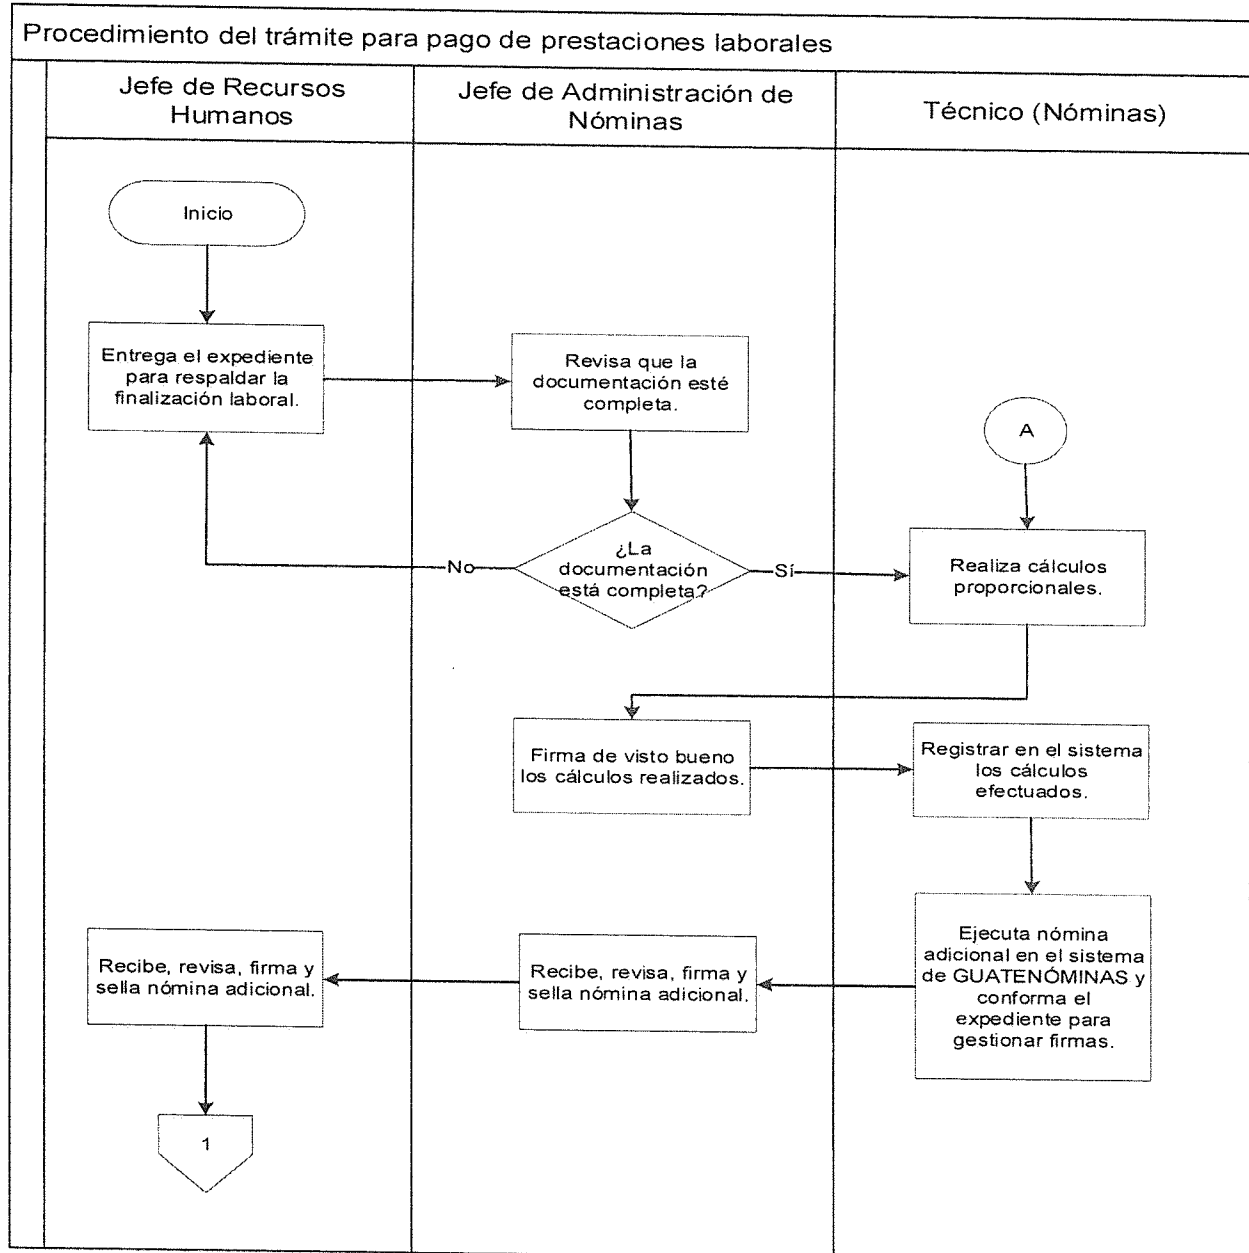 Procedimiento del trámite para pago de prestaciones laborales
Jefe de Recursos
Humanos
Jefe de Administración de
Nóminas
Técnico (Nóminas)
Inicio
Entrega el expediente
para respaldar la
finalización laboral.
Revisa que la
documentación esté
completa.
A
¿La
documentación
está completa?
No
Sí
Realiza cálculos
proporcionales.
Firma de visto bueno
los cálculos realizados.
Registrar en el sistema
los cálculos
efectuados.
Ejecuta nómina
adicional en el sistema
de GUATENÓMINAS y
conforma el
expediente para
gestionar firmas.
Recibe, revisa, firma y
sella nómina adicional.
Recibe, revisa, firma y
sella nómina adicional.
1